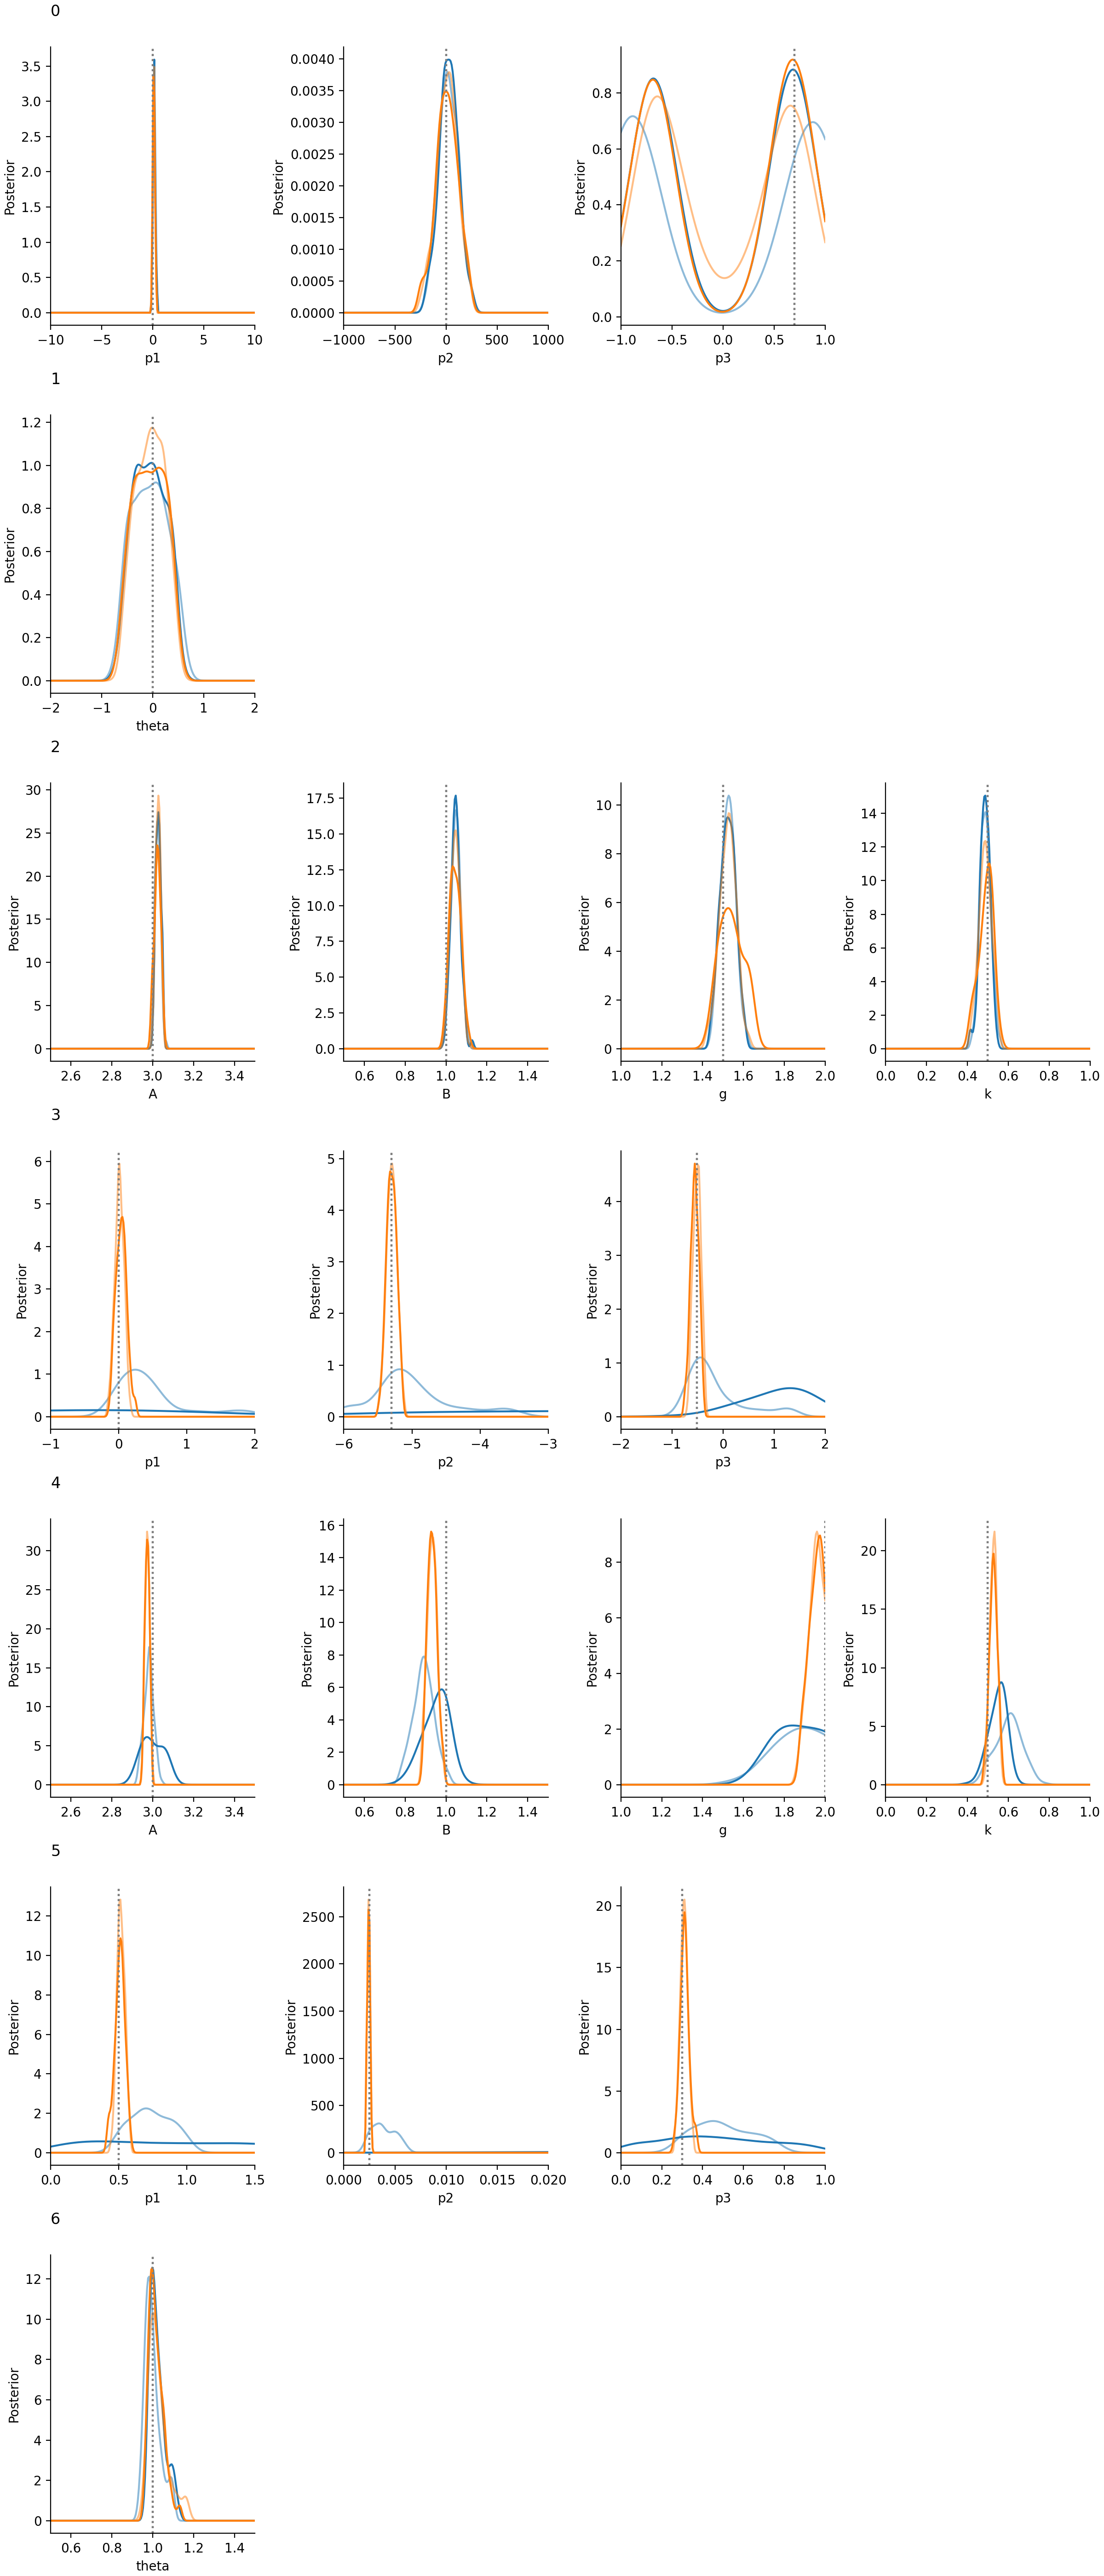 0
Posterior
3.5
3.0
2.5
2.0
1.5
1.0
0.5
0.0
−10 −5 0 5 10
p1
Posterior
0.0040
0.0035
0.0030
0.0025
0.0020
0.0015
0.0010
0.0005
0.0000
−1000 −500 0 500 1000
p2
Posterior
0.8
0.6
0.4
0.2
0.0
−1.0 −0.5 0.0 0.5 1.0
p3
1
Posterior
1.2
1.0
0.8
0.6
0.4
0.2
0.0
−2 −1 0 1 2
theta
2
Posterior
30
25
20
15
10
5
0
2.6 2.8 3.0 3.2 3.4
A
Posterior
17.5
15.0
12.5
10.0
7.5
5.0
2.5
0.0
0.6 0.8 1.0 1.2 1.4
B
Posterior
10
8
6
4
2
0
1.0 1.2 1.4 1.6 1.8 2.0
g
Posterior
14
12
10
8
6
4
2
0
0.0 0.2 0.4 0.6 0.8 1.0
k
3
Posterior
6
5
4
3
2
1
0
−1 0 1 2
p1
Posterior
5
4
3
2
1
0
−6 −5 −4 −3
p2
Posterior
4
3
2
1
0
−2 −1 0 1 2
p3
4
Posterior
30
25
20
15
10
5
0
2.6 2.8 3.0 3.2 3.4
A
Posterior
16
14
12
10
8
6
4
2
0
0.6 0.8 1.0 1.2 1.4
B
Posterior
8
6
4
2
0
1.0 1.2 1.4 1.6 1.8 2.0
g
Posterior
20
15
10
5
0
0.0 0.2 0.4 0.6 0.8 1.0
k
5
Posterior
12
10
8
6
4
2
0
0.0 0.5 1.0 1.5
p1
Posterior
2500
2000
1500
1000
500
0
0.000 0.005 0.010 0.015 0.020
p2
Posterior
20
15
10
5
0
0.0 0.2 0.4 0.6 0.8 1.0
p3
6
Posterior
12
10
8
6
4
2
0
0.6 0.8 1.0 1.2 1.4
theta